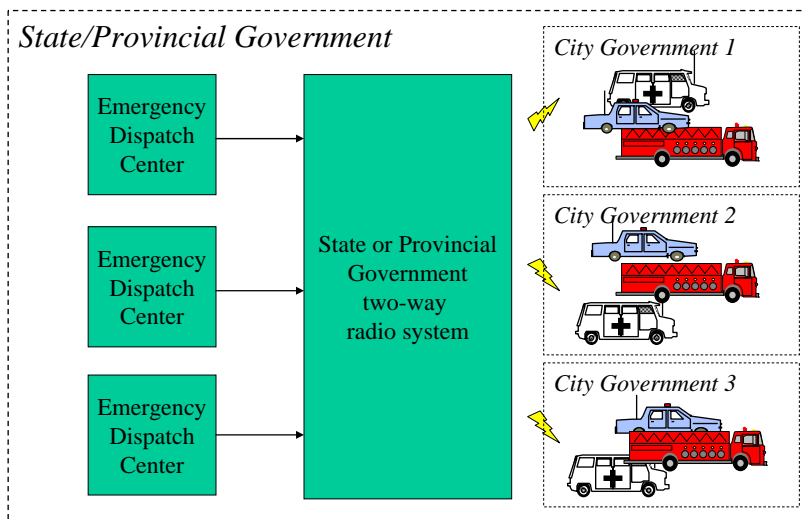 State/Provincial Government
Emergency
Dispatch
Center
Emergency
Dispatch
Center
Emergency
Dispatch
Center
State or Provincial
Government
two-way
radio system
City Government 1
City Government 2
City Government 3